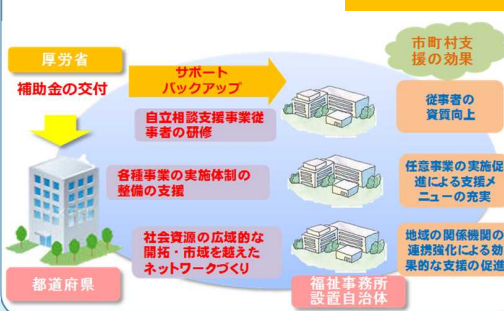 厚労省
補助金の交付
サポート
バックアップ
市町村支
援の効果
自立相談支援事業従
事者の研修
従事者の
資質向上
各種事業の実施体制の
整備の支援
任意事業の実施促
進による支援メ
ニューの充実
社会資源の広域的な
開拓・市域を越えた
ネットワークづくり
地域の関係機関の
連携強化による効
果的な支援の促進
都道府県
福祉事務所
設置自治体